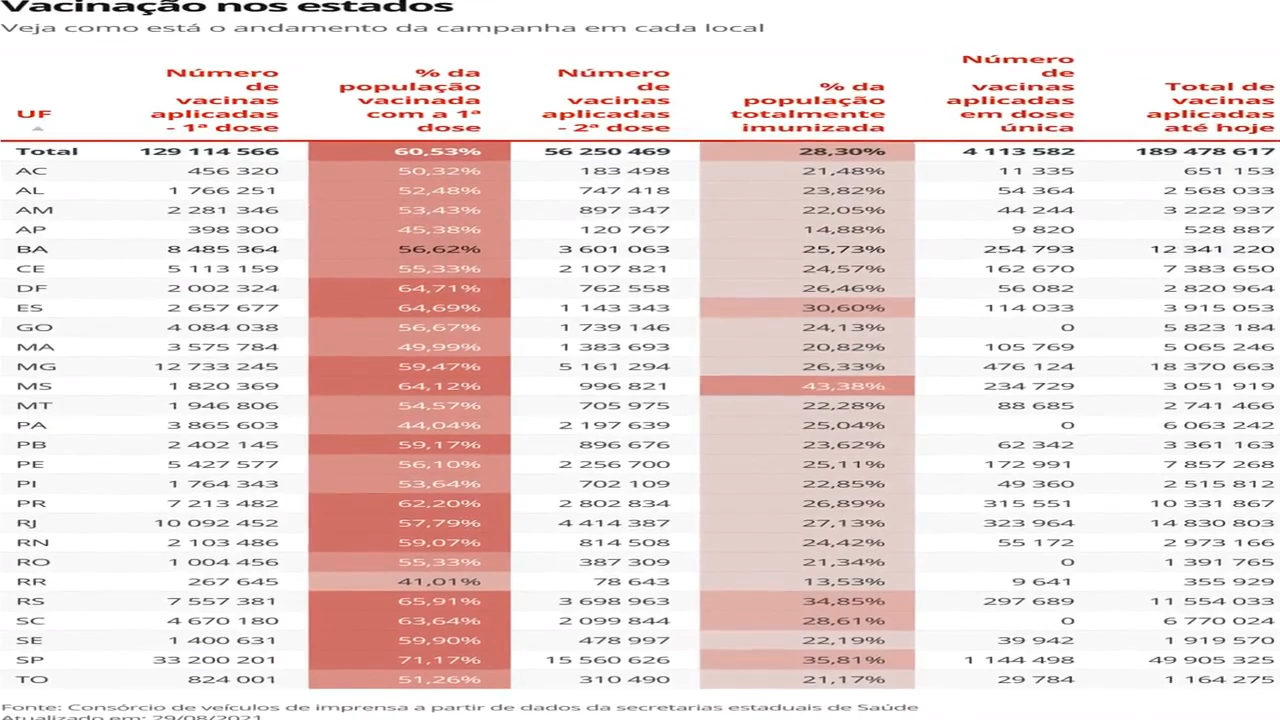 Vacinação nos estados
Veja como está o andamento da campanha em cada local
UF
Número de vacinas aplicadas - 1ª dose
% da população vacinada com a 1ª dose
Número de vacinas aplicadas - 2ª dose
% da população totalmente imunizada
Número de vacinas aplicadas em dose única
Total de vacinas aplicadas até hoje
Total 129 114 566 60,53% 56 250 469 28,30% 4 113 582 189 478 617
AC 456 320 50,32% 183 498 21,48% 11 335 651 153
AL 1 766 251 52,48% 747 418 23,82% 54 364 2 568 033
AM 2 281 346 53,43% 897 347 22,05% 44 244 3 222 937
AP 398 300 45,38% 120 767 14,88% 9 820 528 887
BA 8 485 364 56,62% 3 601 063 25,73% 254 793 12 341 220
CE 5 113 159 55,33% 2 107 821 24,57% 162 670 7 383 650
DF 2 002 324 64,71% 762 558 26,46% 56 082 2 820 964
ES 2 657 677 64,69% 1 143 343 30,60% 114 033 3 915 053
GO 4 084 038 56,67% 1 739 146 24,13% 0 5 823 184
MA 3 575 784 49,99% 1 383 693 20,82% 105 769 5 065 246
MG 12 733 245 59,47% 5 161 294 26,33% 476 124 18 370 663
MS 1 820 369 64,12% 996 821 43,38% 234 729 3 051 919
MT 1 946 806 54,57% 705 975 22,28% 88 685 2 741 466
PA 3 865 603 44,04% 2 197 639 25,04% 0 6 063 242
PB 2 402 145 59,17% 896 676 23,62% 62 342 3 361 163
PE 5 427 577 56,10% 2 256 700 25,11% 172 991 7 857 268
PI 1 764 343 53,64% 702 109 22,85% 49 360 2 515 812
PR 7 213 482 62,20% 2 802 834 26,89% 315 551 10 331 867
RJ 10 092 452 57,79% 4 414 387 27,13% 323 964 14 830 803
RN 2 103 486 59,07% 814 508 24,42% 55 172 2 973 166
RO 1 004 456 55,33% 387 309 21,34% 0 1 391 765
RR 267 645 41,01% 78 643 13,53% 9 641 355 929
RS 7 557 381 65,91% 3 698 963 34,85% 297 689 11 554 033
SC 4 670 180 63,64% 2 099 844 28,61% 0 6 770 024
SE 1 400 631 59,90% 478 997 22,19% 39 942 1 919 570
SP 33 200 201 71,17% 15 560 626 35,81% 1 144 498 49 905 325
TO 824 001 51,26% 310 490 21,17% 29 784 1 164 275
Fonte: Consórcio de veículos de imprensa a partir de dados da secretarias estaduais de Saúde
Atualizado em: 29/08/2021